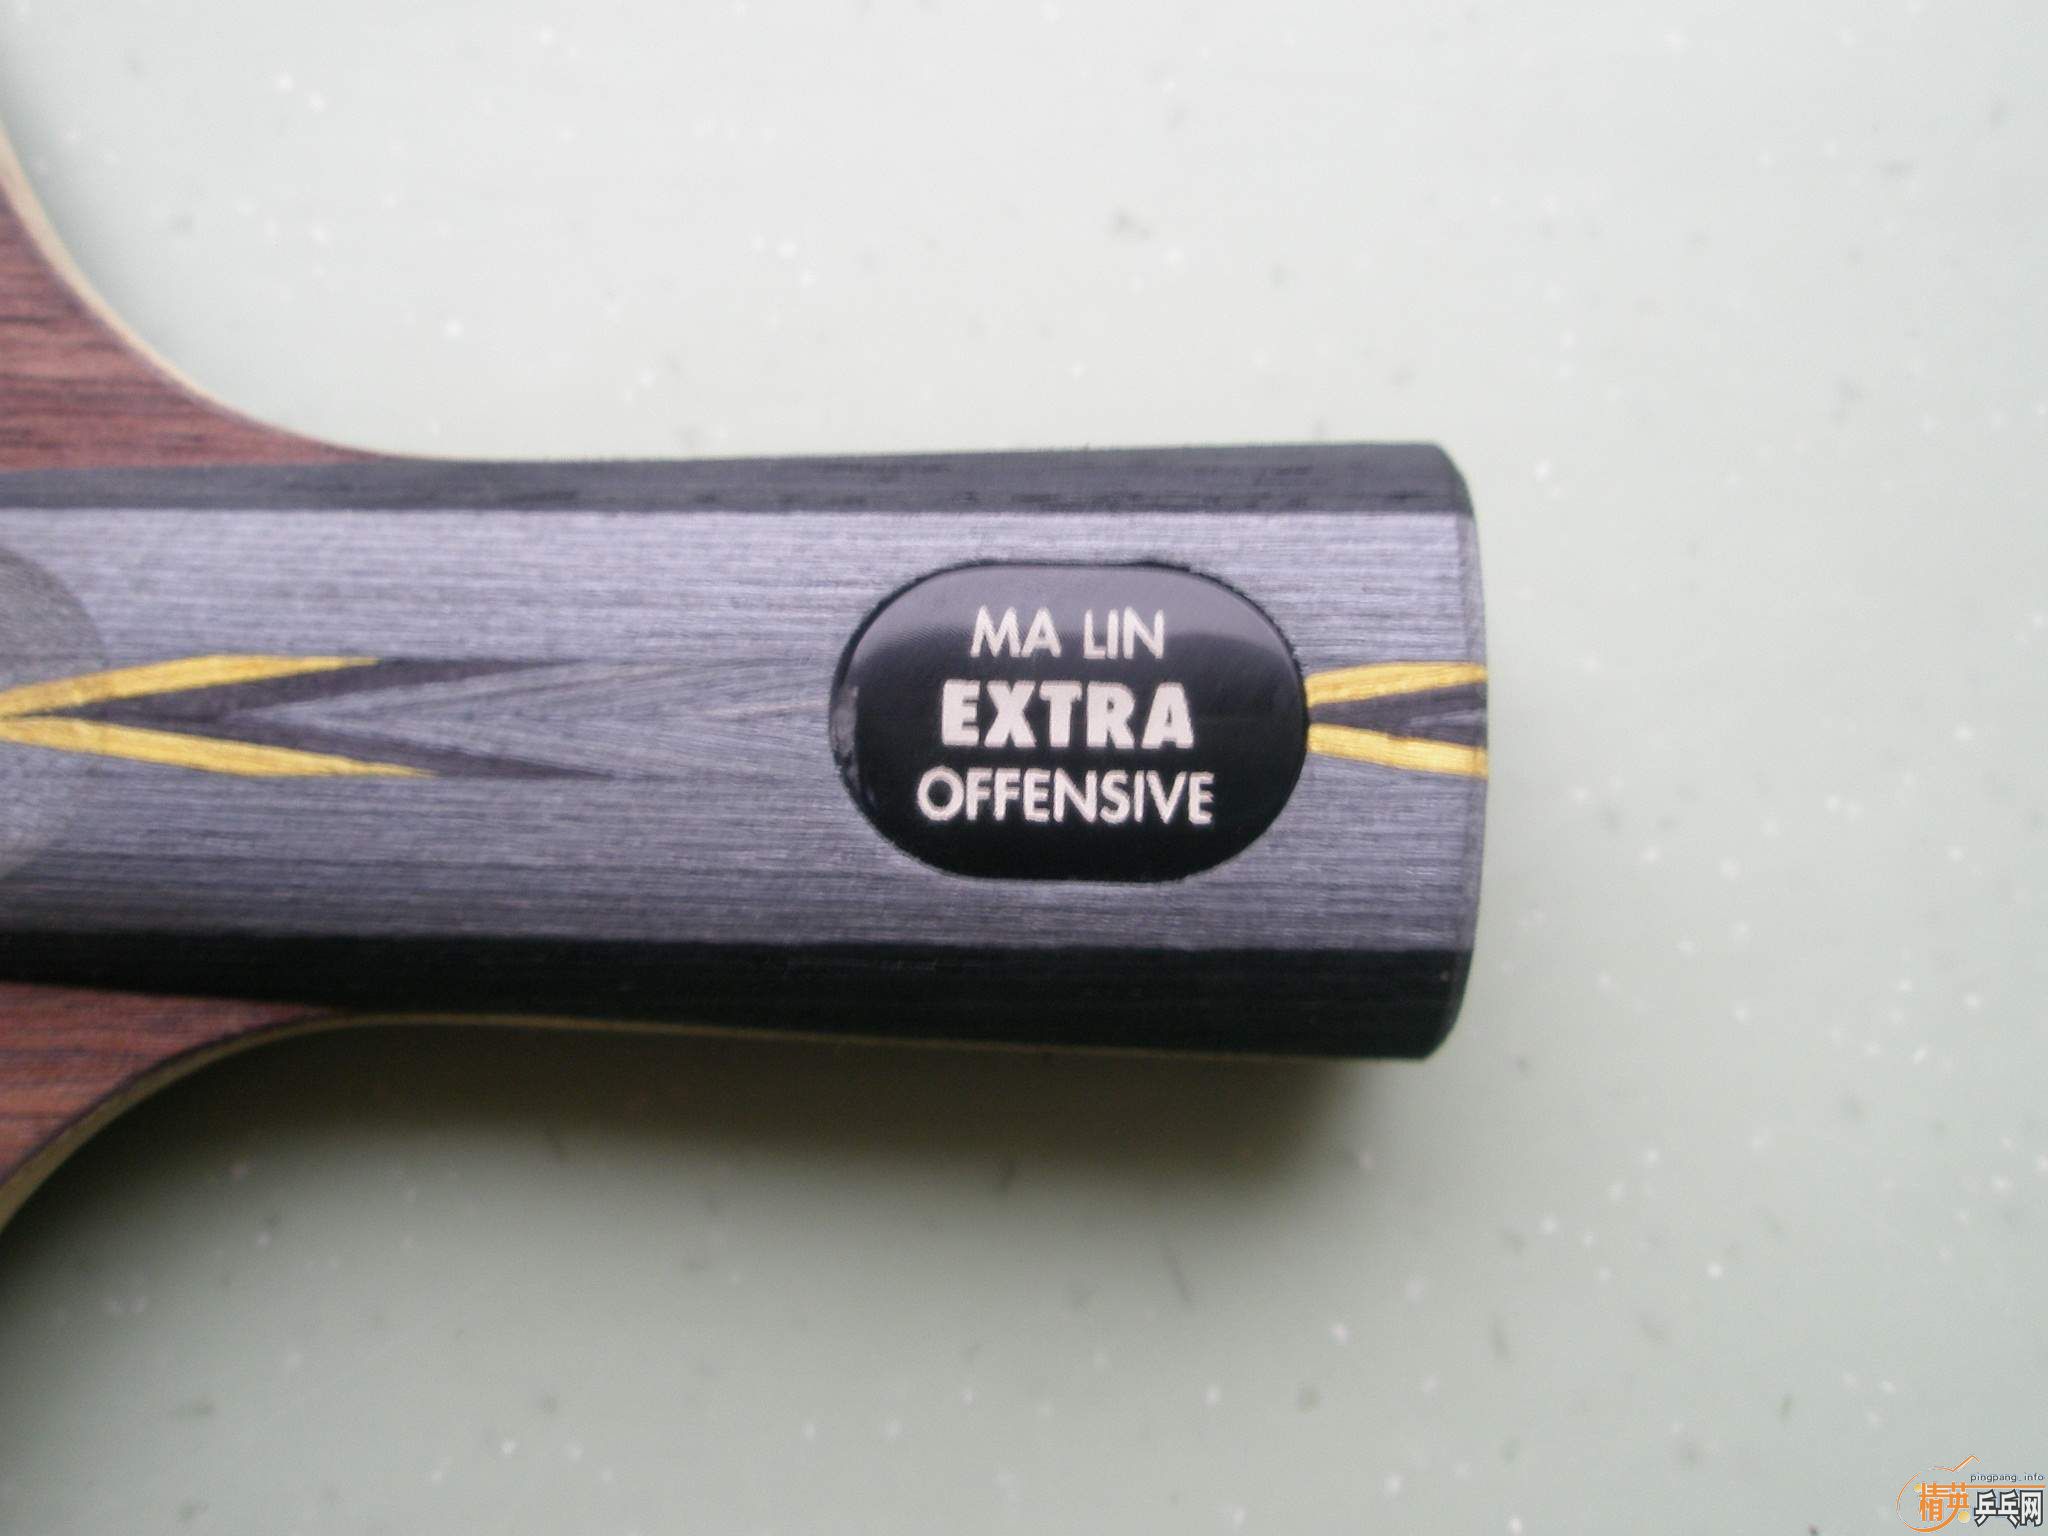 MA LIN
EXTRA
OFFENSIVE
pingpang.info
精英乒乓网